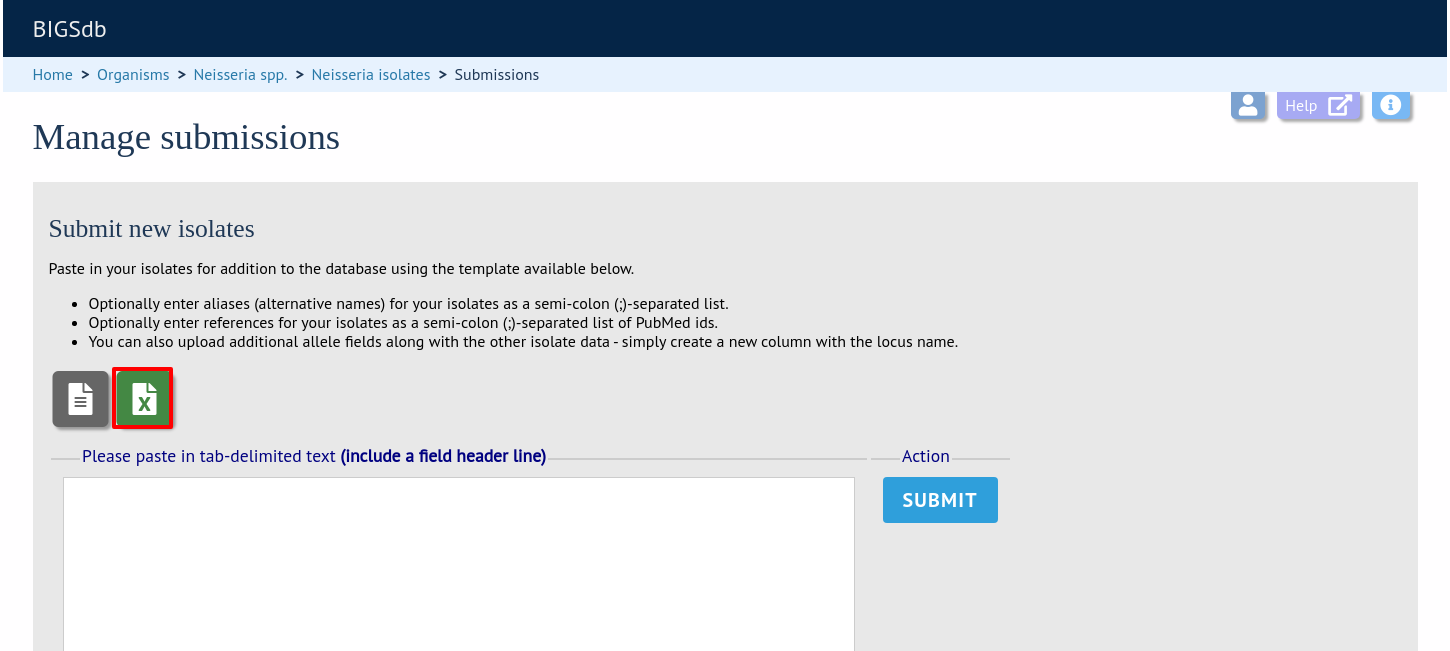 BIGSdb
Home > Organisms > Neisseria spp. > Neisseria isolates > Submissions
Help
Manage submissions
Submit new isolates
Paste in your isolates for addition to the database using the template available below.
• Optionally enter aliases (alternative names) for your isolates as a semi-colon (;)-separated list.
• Optionally enter references for your isolates as a semi-colon (;)-separated list of PubMed ids.
• You can also upload additional allele fields along with the other isolate data - simply create a new column with the locus name.
Please paste in tab-delimited text (include a field header line)
Action
SUBMIT